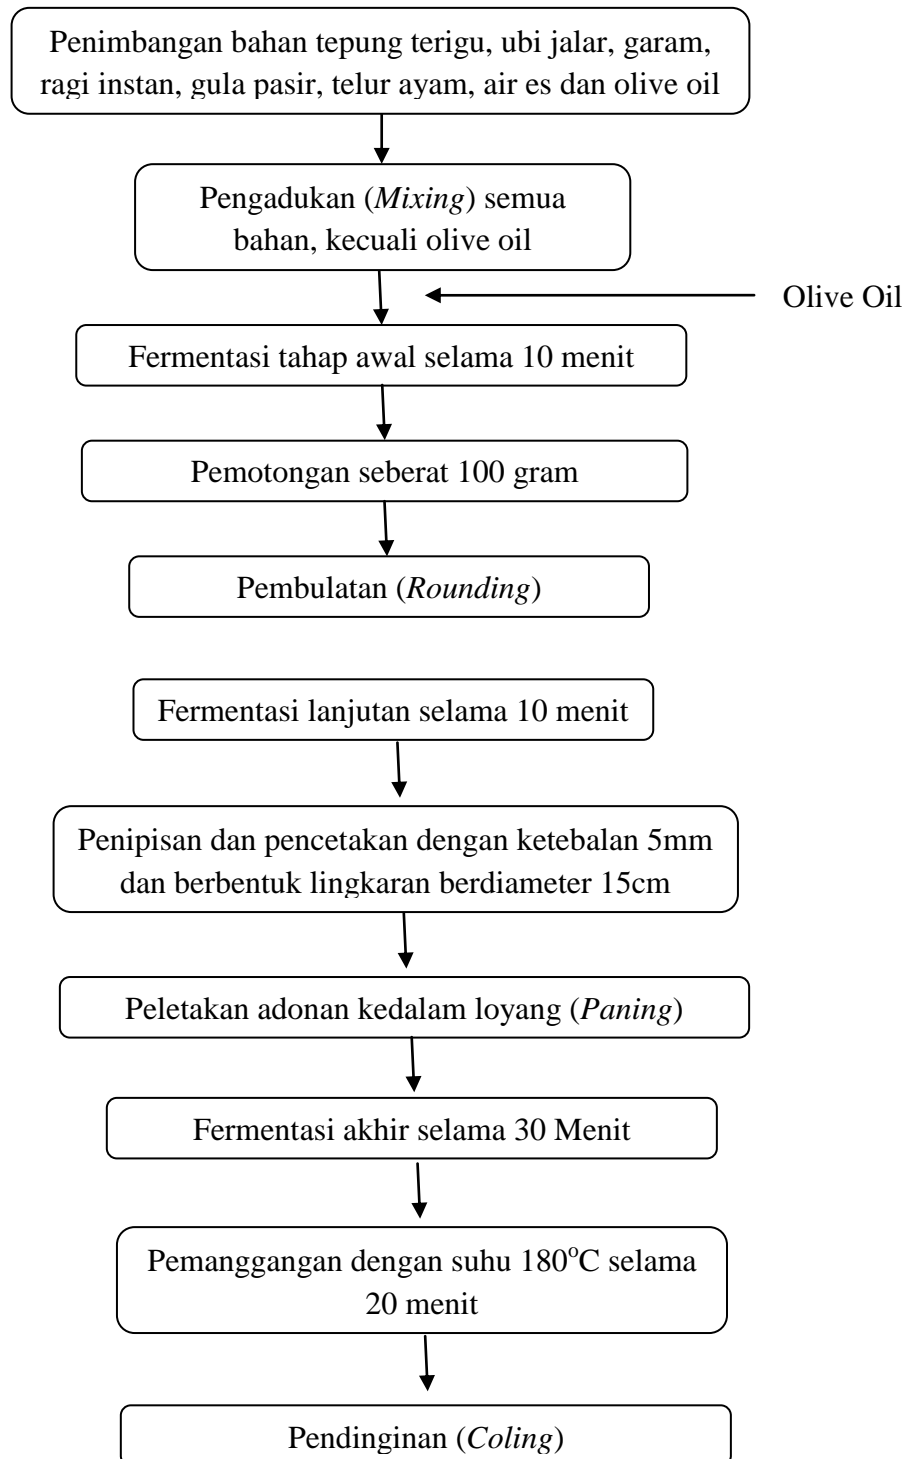 Penimbangan bahan tepung terigu, ubi jalar, garam,
ragi instan, gula pasir, telur ayam, air es dan olive oil
Pengadukan (Mixing) semua
bahan, kecuali olive oil
Olive Oil
Fermentasi tahap awal selama 10 menit
Pemotongan seberat 100 gram
Pembulatan (Rounding)
Fermentasi lanjutan selama 10 menit
Penipisan dan pencetakan dengan ketebalan 5mm
dan berbentuk lingkaran berdiameter 15cm
Peletakan adonan kedalam loyang (Paning)
Fermentasi akhir selama 30 Menit
Pemanggangan dengan suhu 180°C selama
20 menit
Pendinginan (Coling)